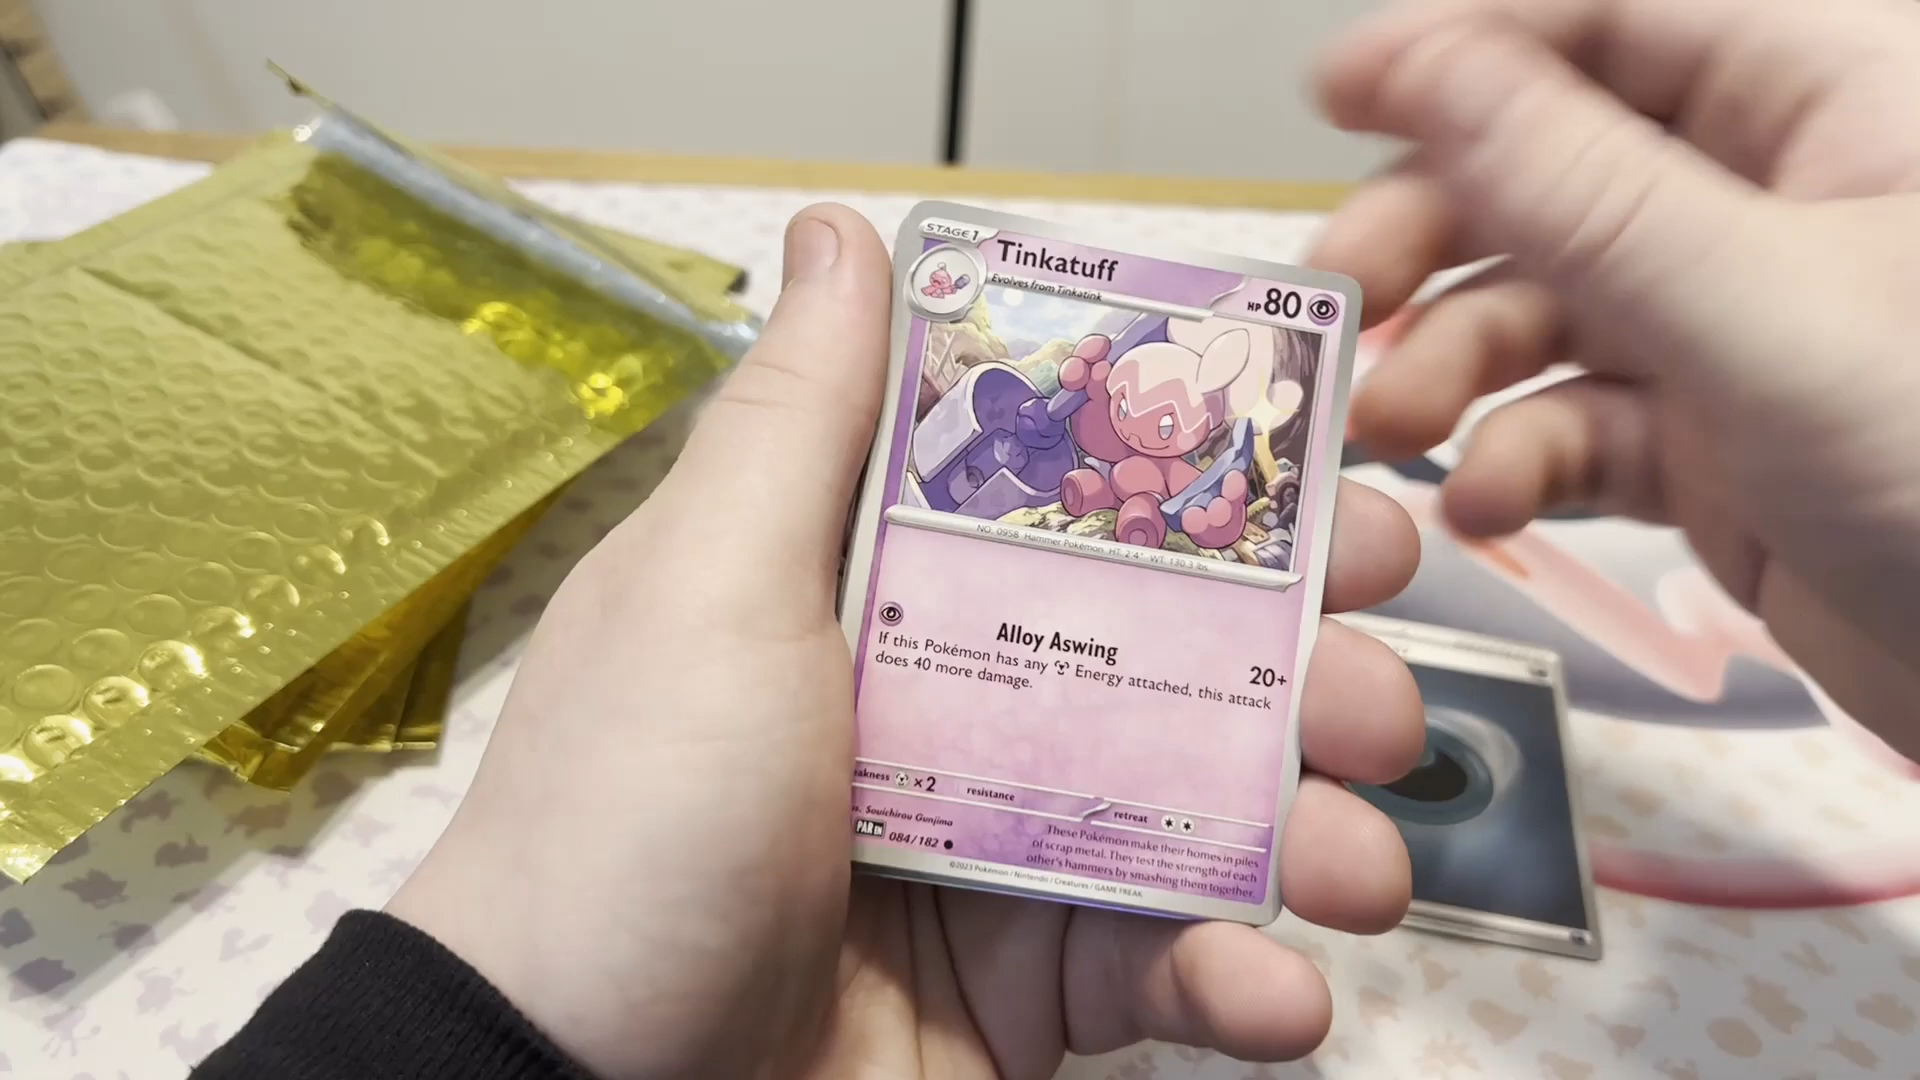 STAGE 1
Tinkatuff
Evolves from Tinkatink
HP 80
NO. 0958 Hammer Pokémon HT: 2'4" WT: 130.3 lbs.
Alloy Aswing
20+
If this Pokémon has any Energy attached, this attack
does 40 more damage.
akness ×2 resistance
retreat
us. Souichirou Gunjima
PAR EN 084/182
These Pokémon make their homes in piles
of scrap metal. They test the strength of each
other's hammers by smashing them together.
©2023 Pokémon / Nintendo / Creatures / GAME FREAK